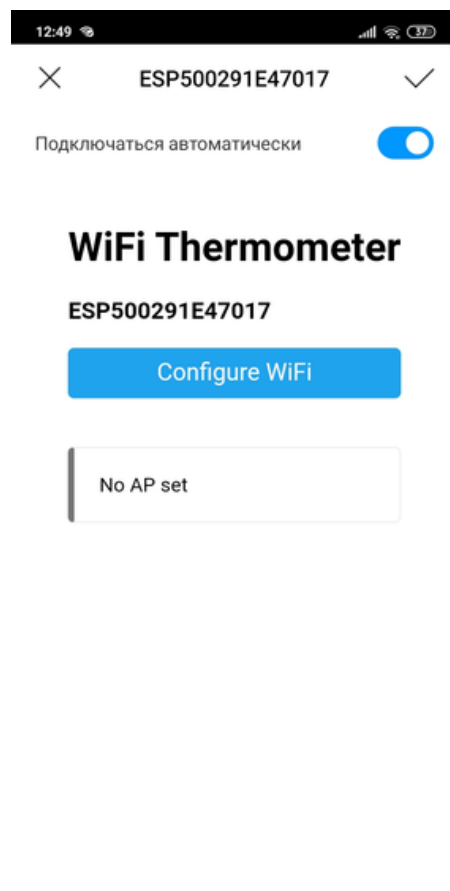 12:49
37
ESP500291E47017
Подключаться автоматически
WiFi Thermometer
ESP500291E47017
Configure WiFi
No AP set